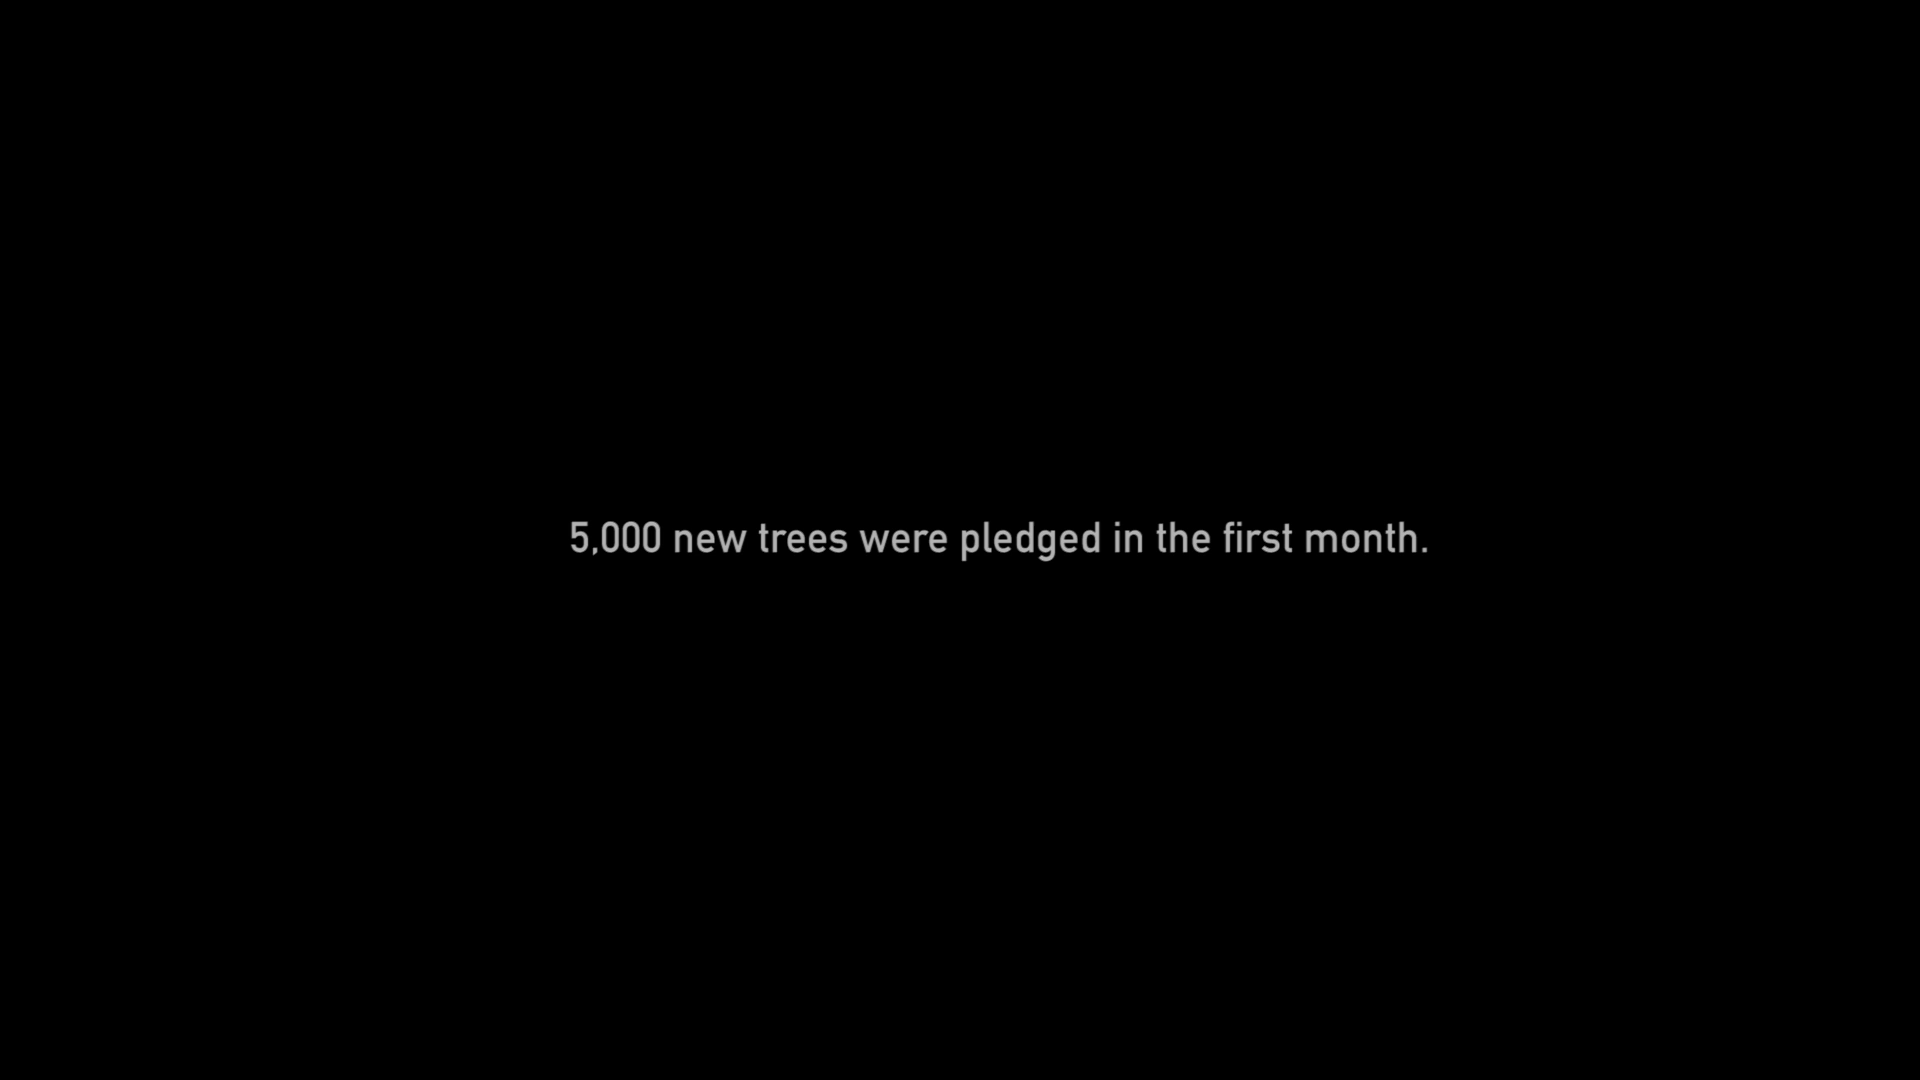 5,000 new trees were pledged in the first month.